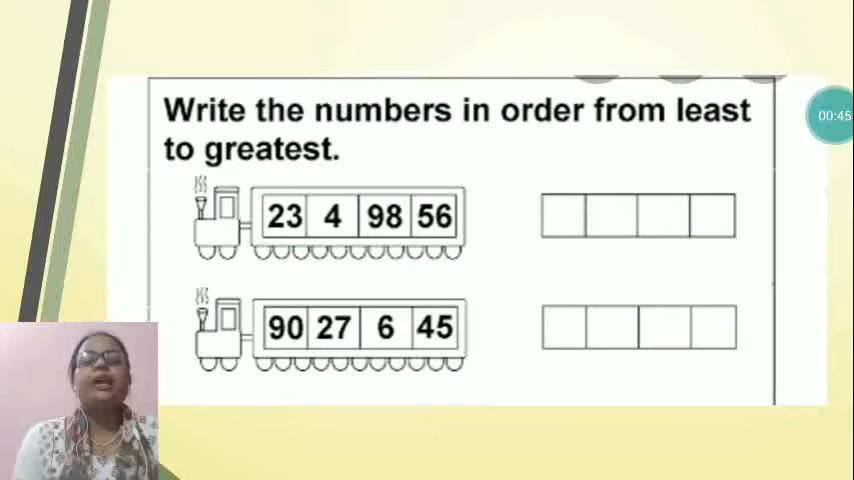 Write the numbers in order from least
to greatest.
00:45
23 4 98 56
90 27 6 45